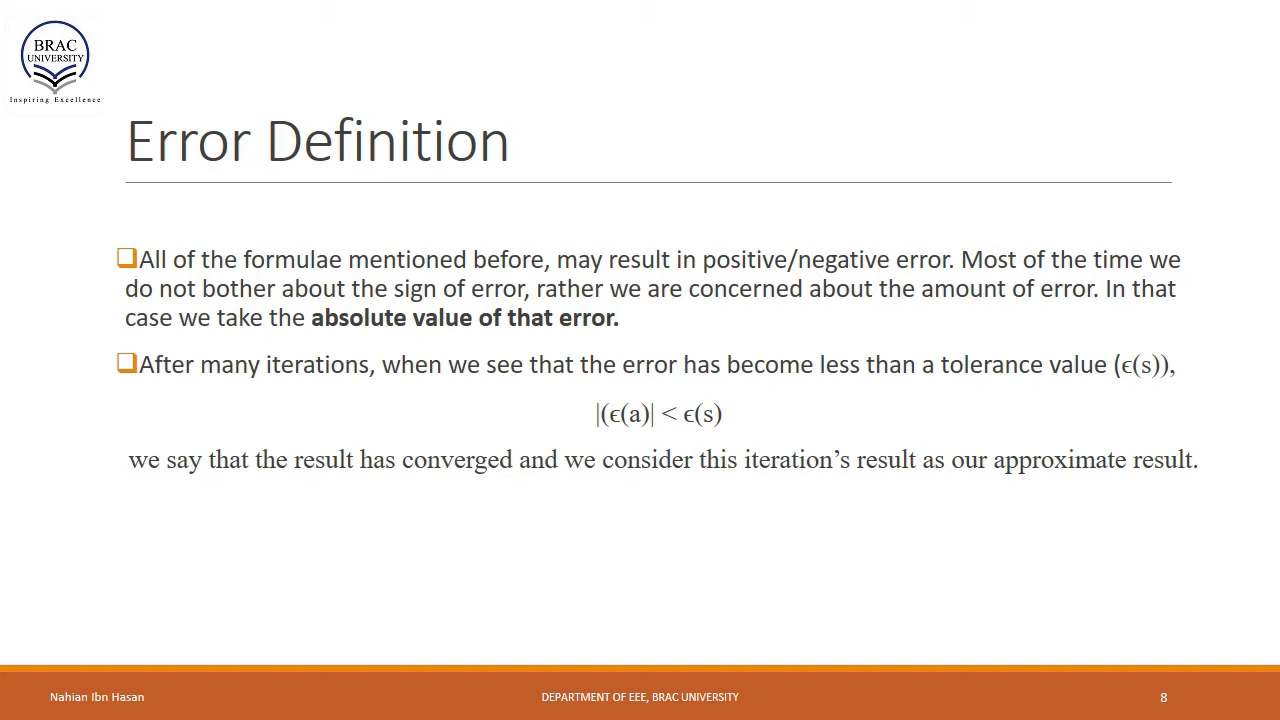 BRAC
UNIVERSITY
Inspiring Excellence
Error Definition
❑All of the formulae mentioned before, may result in positive/negative error. Most of the time we
do not bother about the sign of error, rather we are concerned about the amount of error. In that
case we take the absolute value of that error.
❑After many iterations, when we see that the error has become less than a tolerance value (ϵ(s)),
|(ϵ(a)| < ϵ(s)
we say that the result has converged and we consider this iteration’s result as our approximate result.
Nahian Ibn Hasan
DEPARTMENT OF EEE, BRAC UNIVERSITY
8